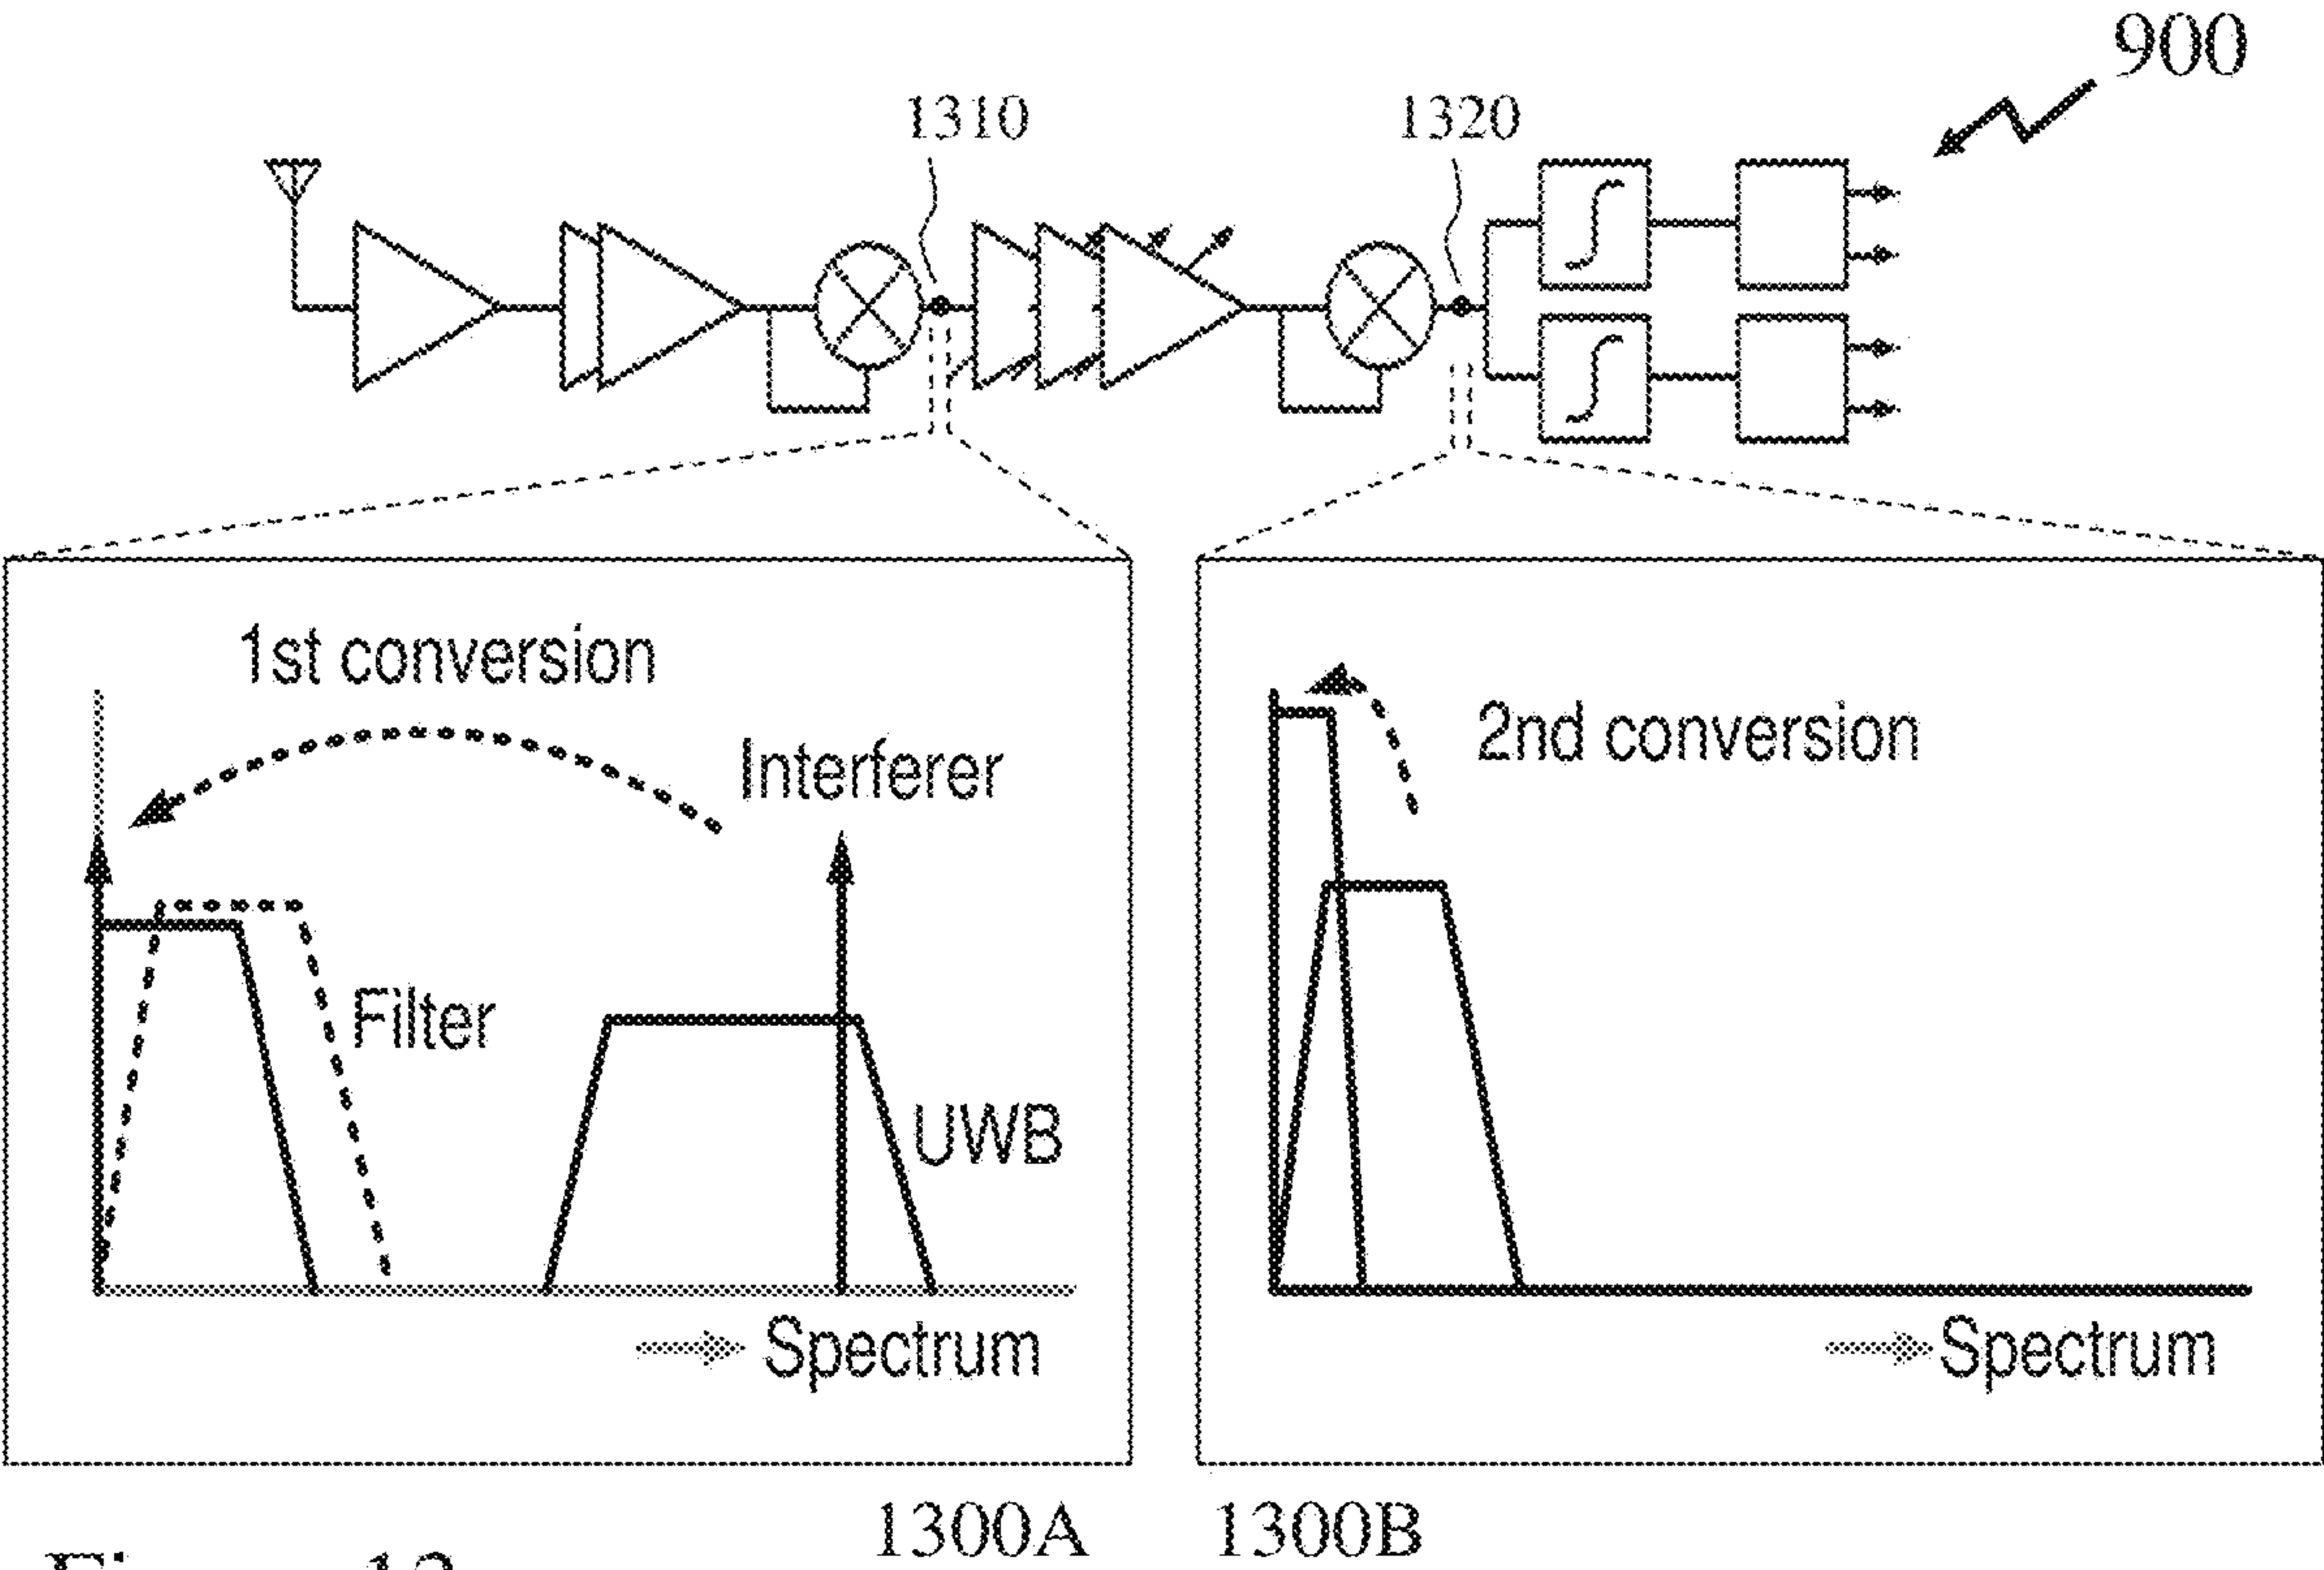 900
1310
1320
1st conversion
Interferer
Filter
UWB
Spectrum
2nd conversion
Spectrum
1300A
1300B